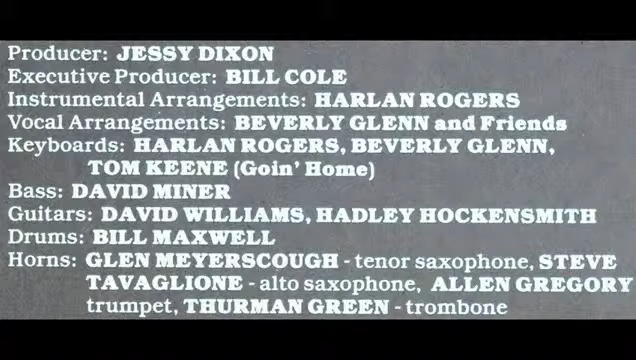 Producer: JESSY DIXON
Executive Producer: BILL COLE
Instrumental Arrangements: HARLAN ROGERS
Vocal Arrangements: BEVERLY GLENN and Friends
Keyboards: HARLAN ROGERS, BEVERLY GLENN,
TOM KEENE (Goin' Home)
Bass: DAVID MINER
Guitars: DAVID WILLIAMS, HADLEY HOCKENSMITH
Drums: BILL MAXWELL
Horns: GLEN MEYERSCOUGH - tenor saxophone, STEVE
TAVAGLIONE - alto saxophone, ALLEN GREGORY
trumpet, THURMAN GREEN - trombone